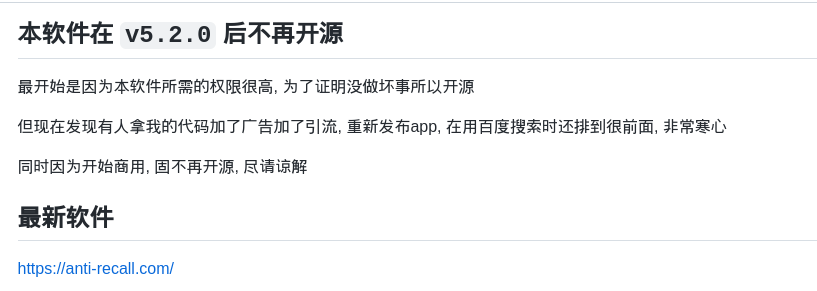 本软件在 v5.2.0 后不再开源
最开始是因为本软件所需的权限很高, 为了证明没做坏事所以开源
但现在发现有人拿我的代码加了广告加了引流, 重新发布app, 在用百度搜索时还排到很前面, 非常寒心
同时因为开始商用, 固不再开源, 尽请谅解
最新软件
https://anti-recall.com/